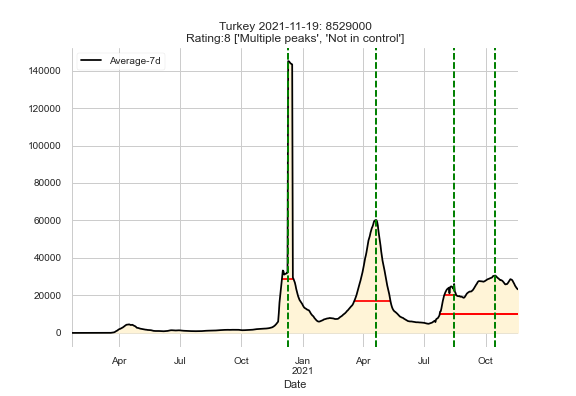 Turkey 2021-11-19: 8529000
Rating:8 ['Multiple peaks', 'Not in control']
Average-7d
140000
120000
100000
80000
60000
40000
20000
0
Apr
Jul
Oct
Jan
2021
Apr
Jul
Oct
Date